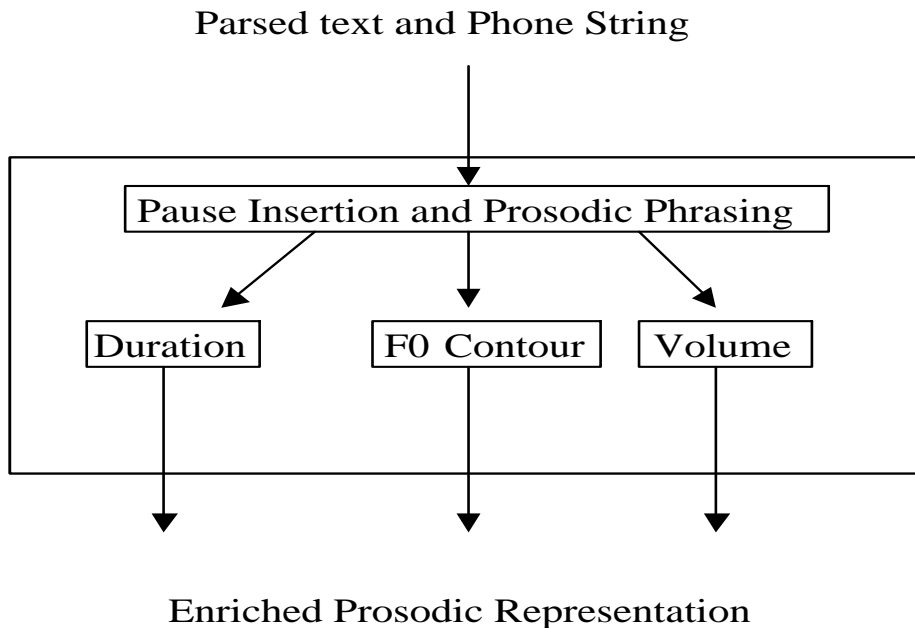 Parsed text and Phone String
Pause Insertion and Prosodic Phrasing
Duration
F0 Contour
Volume
Enriched Prosodic Representation